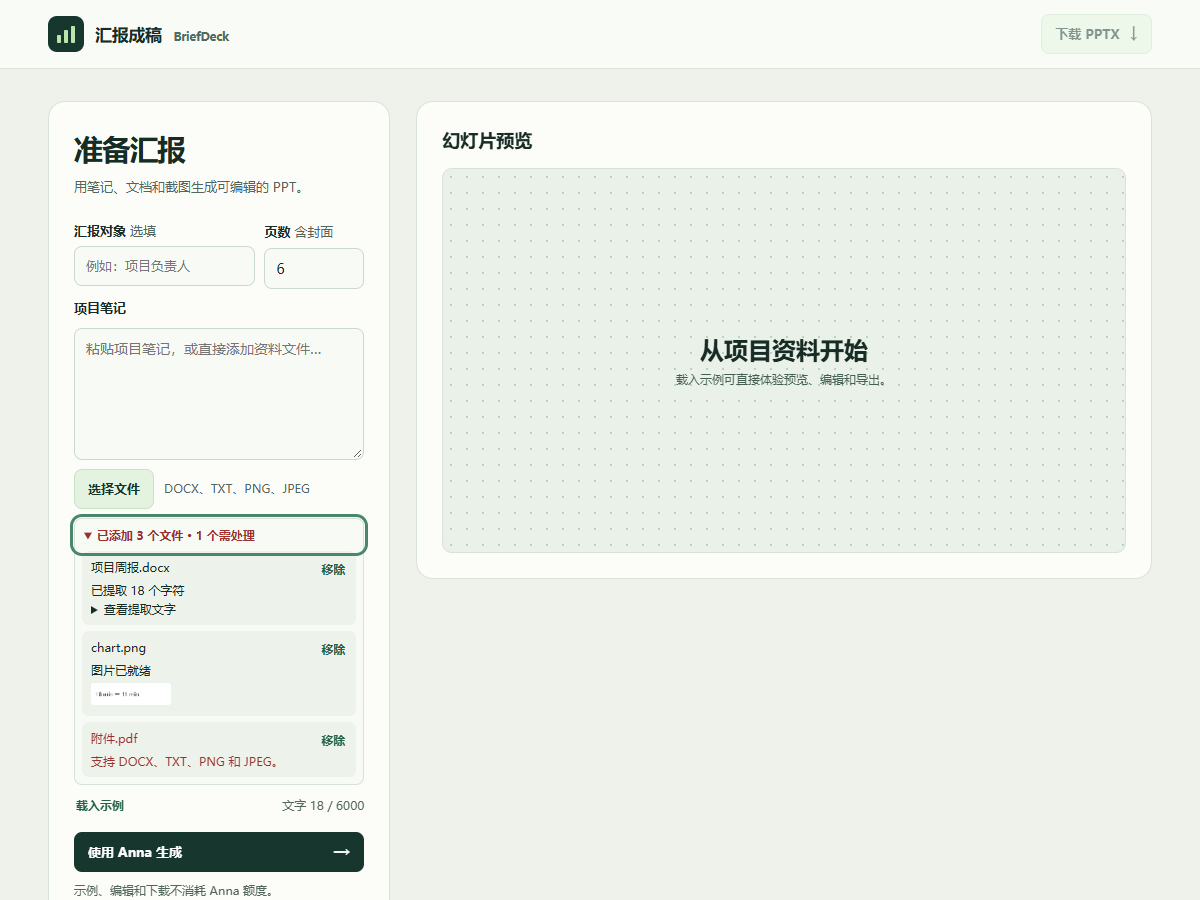 汇报成稿 BriefDeck
下载 PPTX ↓
准备汇报
用笔记、文档和截图生成可编辑的 PPT。
汇报对象 选填
页数 含封面
例如：项目负责人
6
项目笔记
粘贴项目笔记，或直接添加资料文件...
选择文件
DOCX、TXT、PNG、JPEG
▼ 已添加 3 个文件 · 1 个需处理
项目周报.docx
移除
已提取 18 个字符
▶ 查看提取文字
chart.png
移除
图片已就绪
附件.pdf
移除
支持 DOCX、TXT、PNG 和 JPEG。
载入示例
文字 18 / 6000
使用 Anna 生成 →
示例、编辑和下载不消耗 Anna 额度。
幻灯片预览
从项目资料开始
载入示例可直接体验预览、编辑和导出。